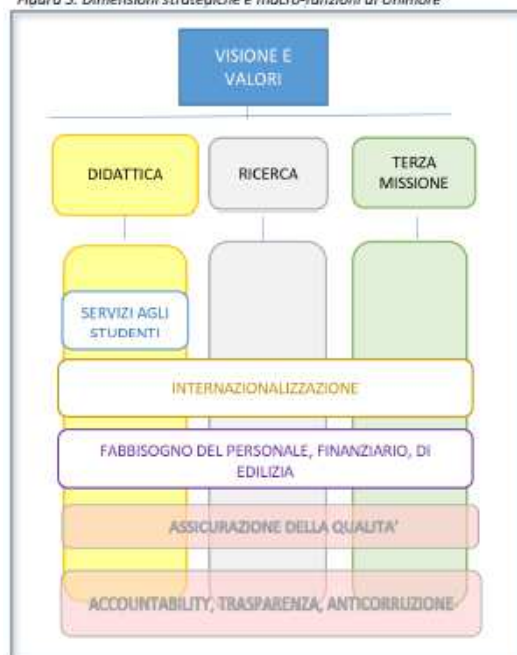 Figura 3. Dimensioni strategiche e macro-funzioni di Unimore
VISIONE E
VALORI
DIDATTICA
RICERCA
TERZA
MISSIONE
SERVIZI AGLI
STUDENTI
INTERNAZIONALIZZAZIONE
FABBISOGNO DEL PERSONALE, FINANZIARIO, DI
EDILIZIA
ASSICURAZIONE DELLA QUALITA'
ACCOUNTABILITY, TRASPARENZA, ANTICORRUZIONE